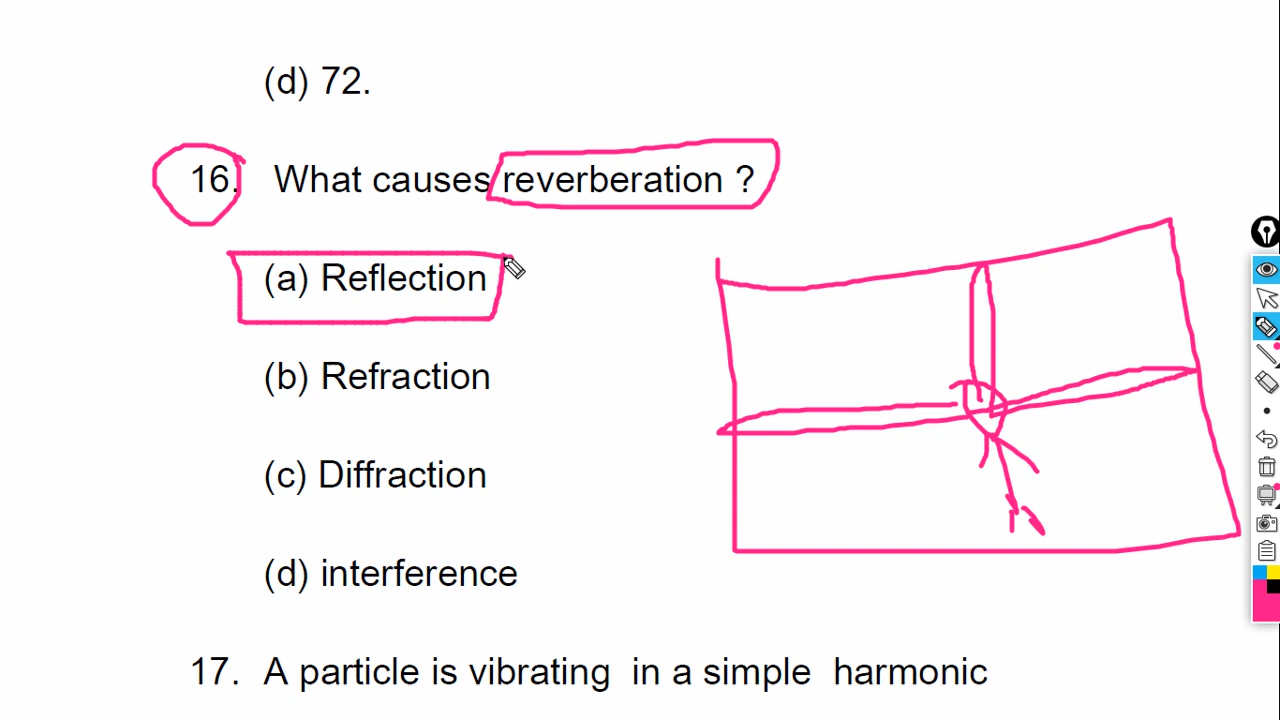 (d) 72.
16. What causes reverberation ?
(a) Reflection
(b) Refraction
(c) Diffraction
(d) interference
17. A particle is vibrating in a simple harmonic